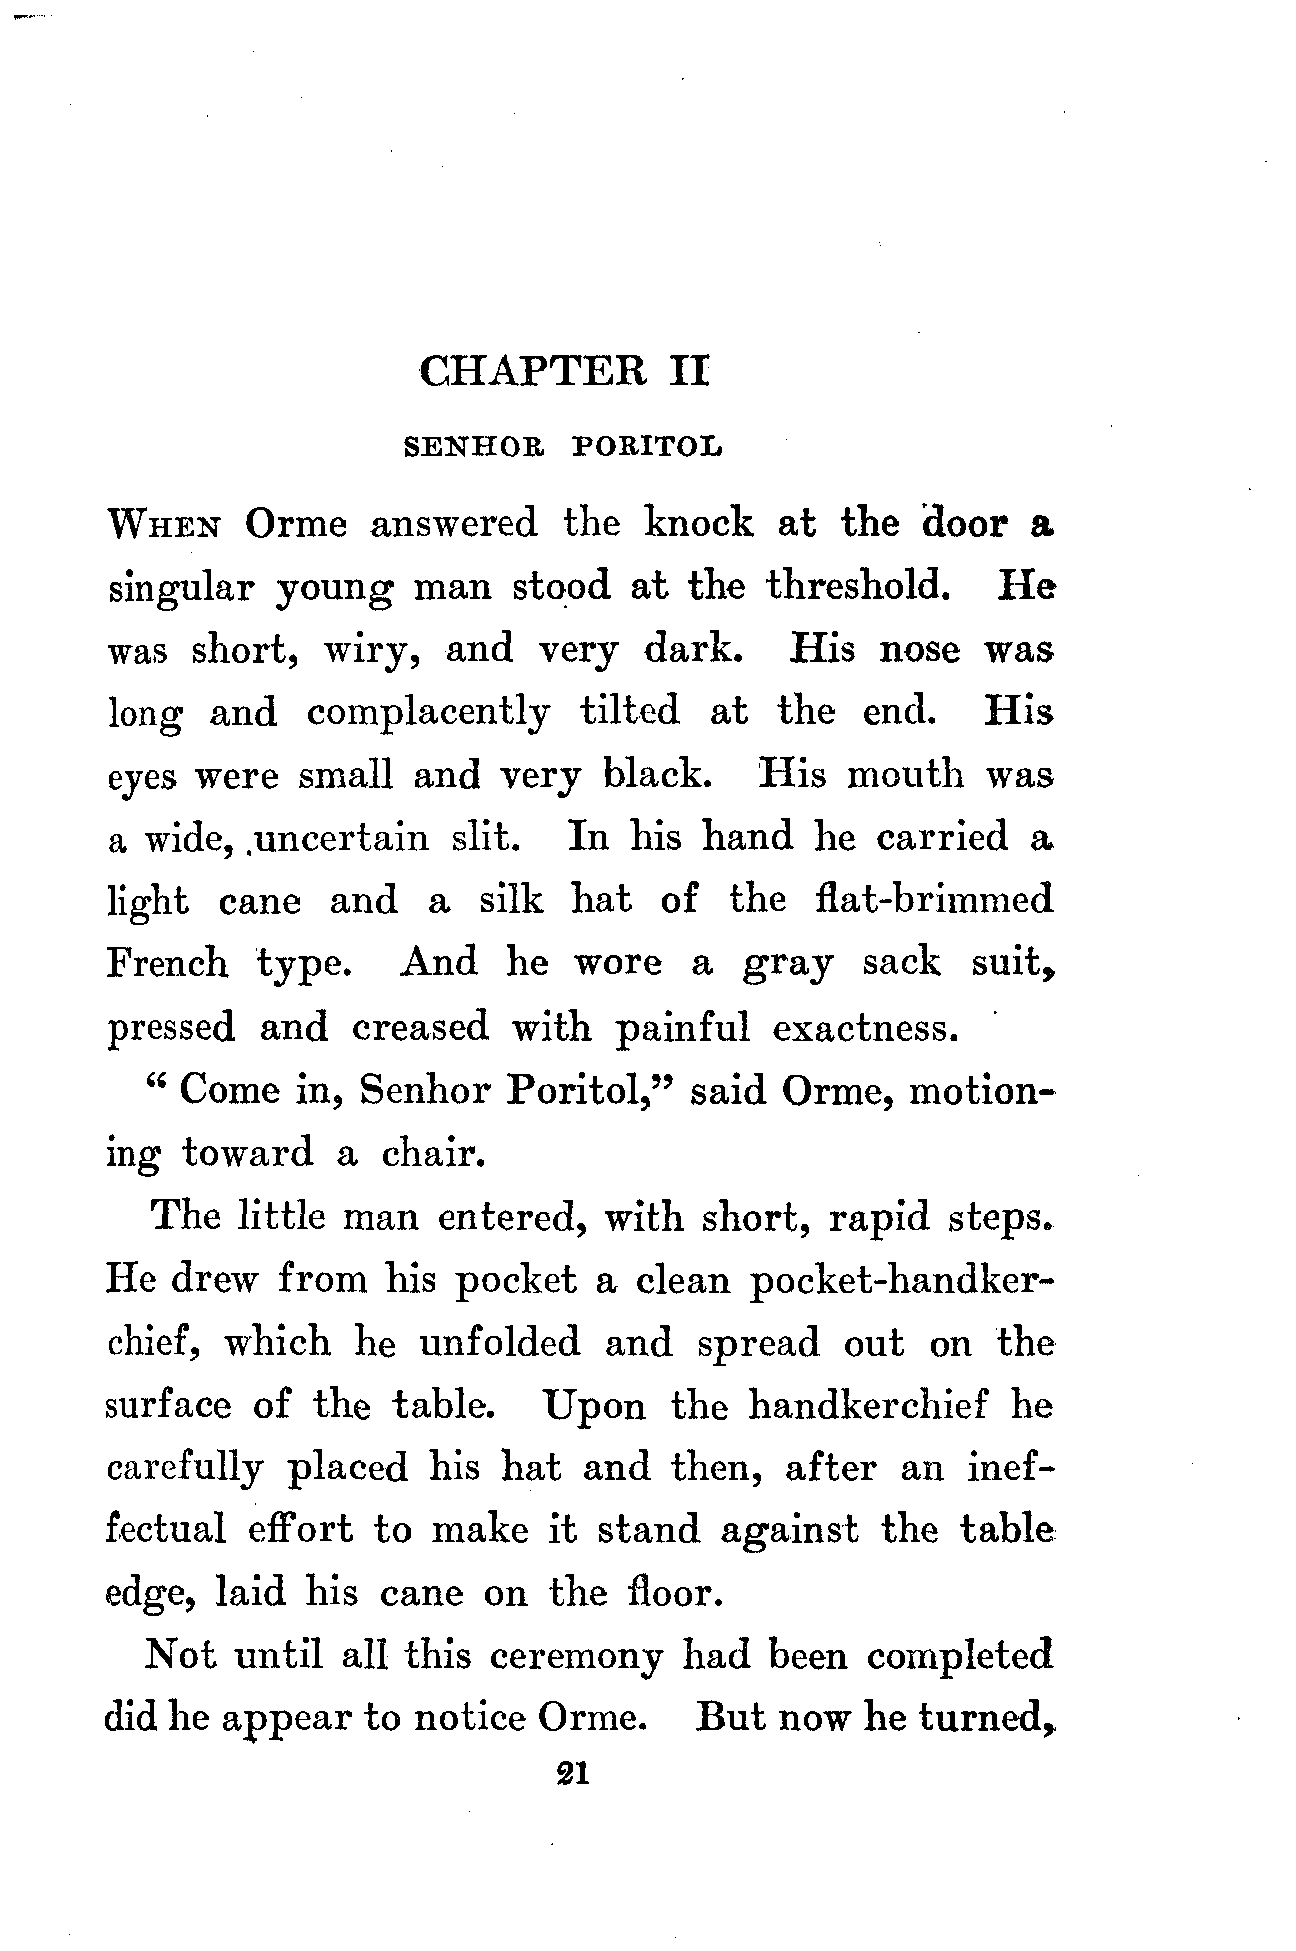 CHAPTER II
SENHOR PORITOL
WHEN Orme answered the knock at the door a
singular young man stood at the threshold. He
was short, wiry, and very dark. His nose was
long and complacently tilted at the end. His
eyes were small and very black. His mouth was
a wide, uncertain slit. In his hand he carried a
light cane and a silk hat of the flat-brimmed
French type. And he wore a gray sack suit,
pressed and creased with painful exactness.
“ Come in, Senhor Poritol,” said Orme, motion-
ing toward a chair.
The little man entered, with short, rapid steps.
He drew from his pocket a clean pocket-handker-
chief, which he unfolded and spread out on the
surface of the table. Upon the handkerchief he
carefully placed his hat and then, after an inef-
fectual effort to make it stand against the table
edge, laid his cane on the floor.
Not until all this ceremony had been completed
did he appear to notice Orme. But now he turned,
21